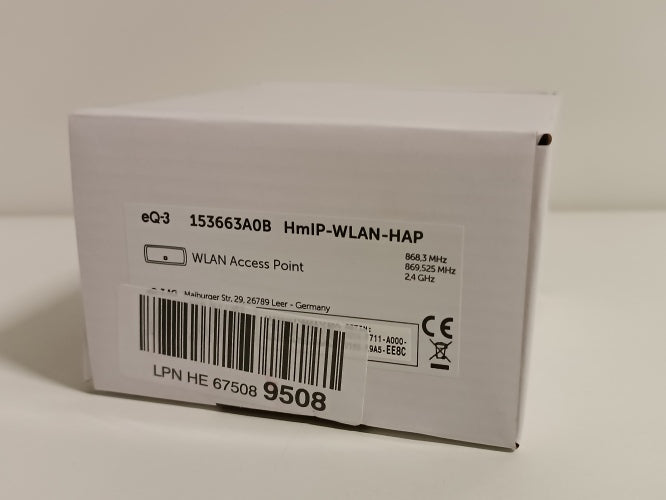 eQ-3 153663A0B HmIP-WLAN-HAP
WLAN Access Point
868,3 MHz
869,525 MHz
2,4 GHz
Maiburger Str. 29, 26789 Leer - Germany
711-A000-
9A5-EE8C
CE
LPN HE 67508 9508